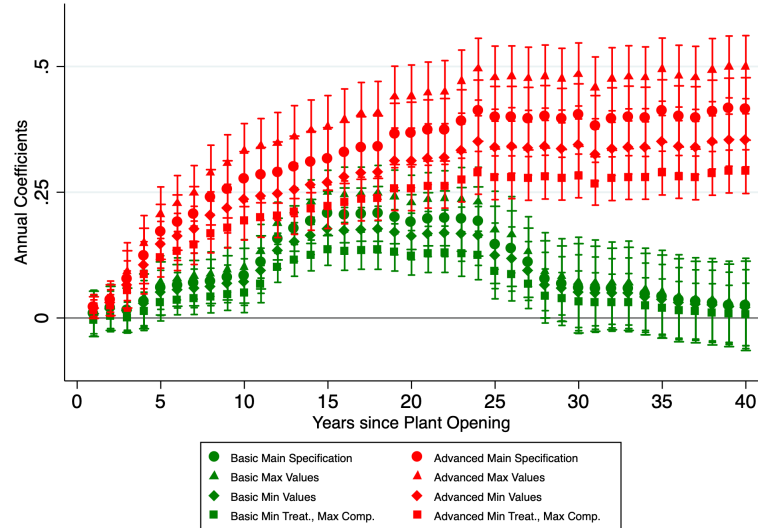 .5
.25
0
Annual Coefficients
0 5 10 15 20 25 30 35 40
Years since Plant Opening
Basic Main Specification Advanced Main Specification
Basic Max Values Advanced Max Values
Basic Min Values Advanced Min Values
Basic Min Treat., Max Comp. Advanced Min Treat., Max Comp.